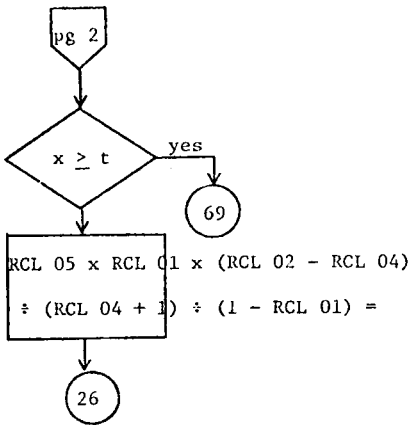 pg 2
x ≥ t
yes
69
RCL 05 x RCL 01 x (RCL 02 - RCL 04)
÷ (RCL 04 + 1) ÷ (1 - RCL 01) =
26